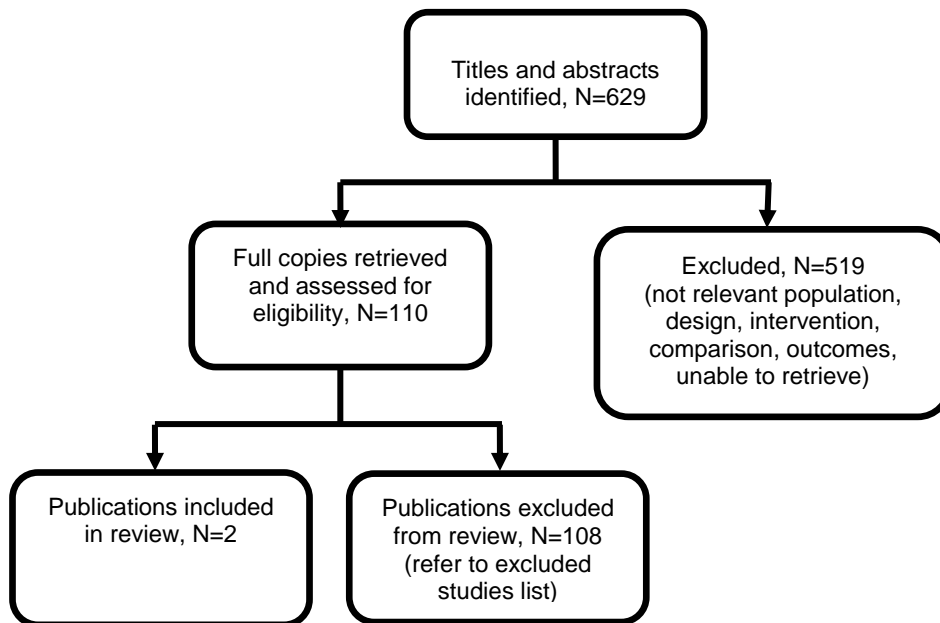 Titles and abstracts
identified, N=629
Full copies retrieved
and assessed for
eligibility, N=110
Excluded, N=519
(not relevant population,
design, intervention,
comparison, outcomes,
unable to retrieve)
Publications included
in review, N=2
Publications excluded
from review, N=108
(refer to excluded
studies list)